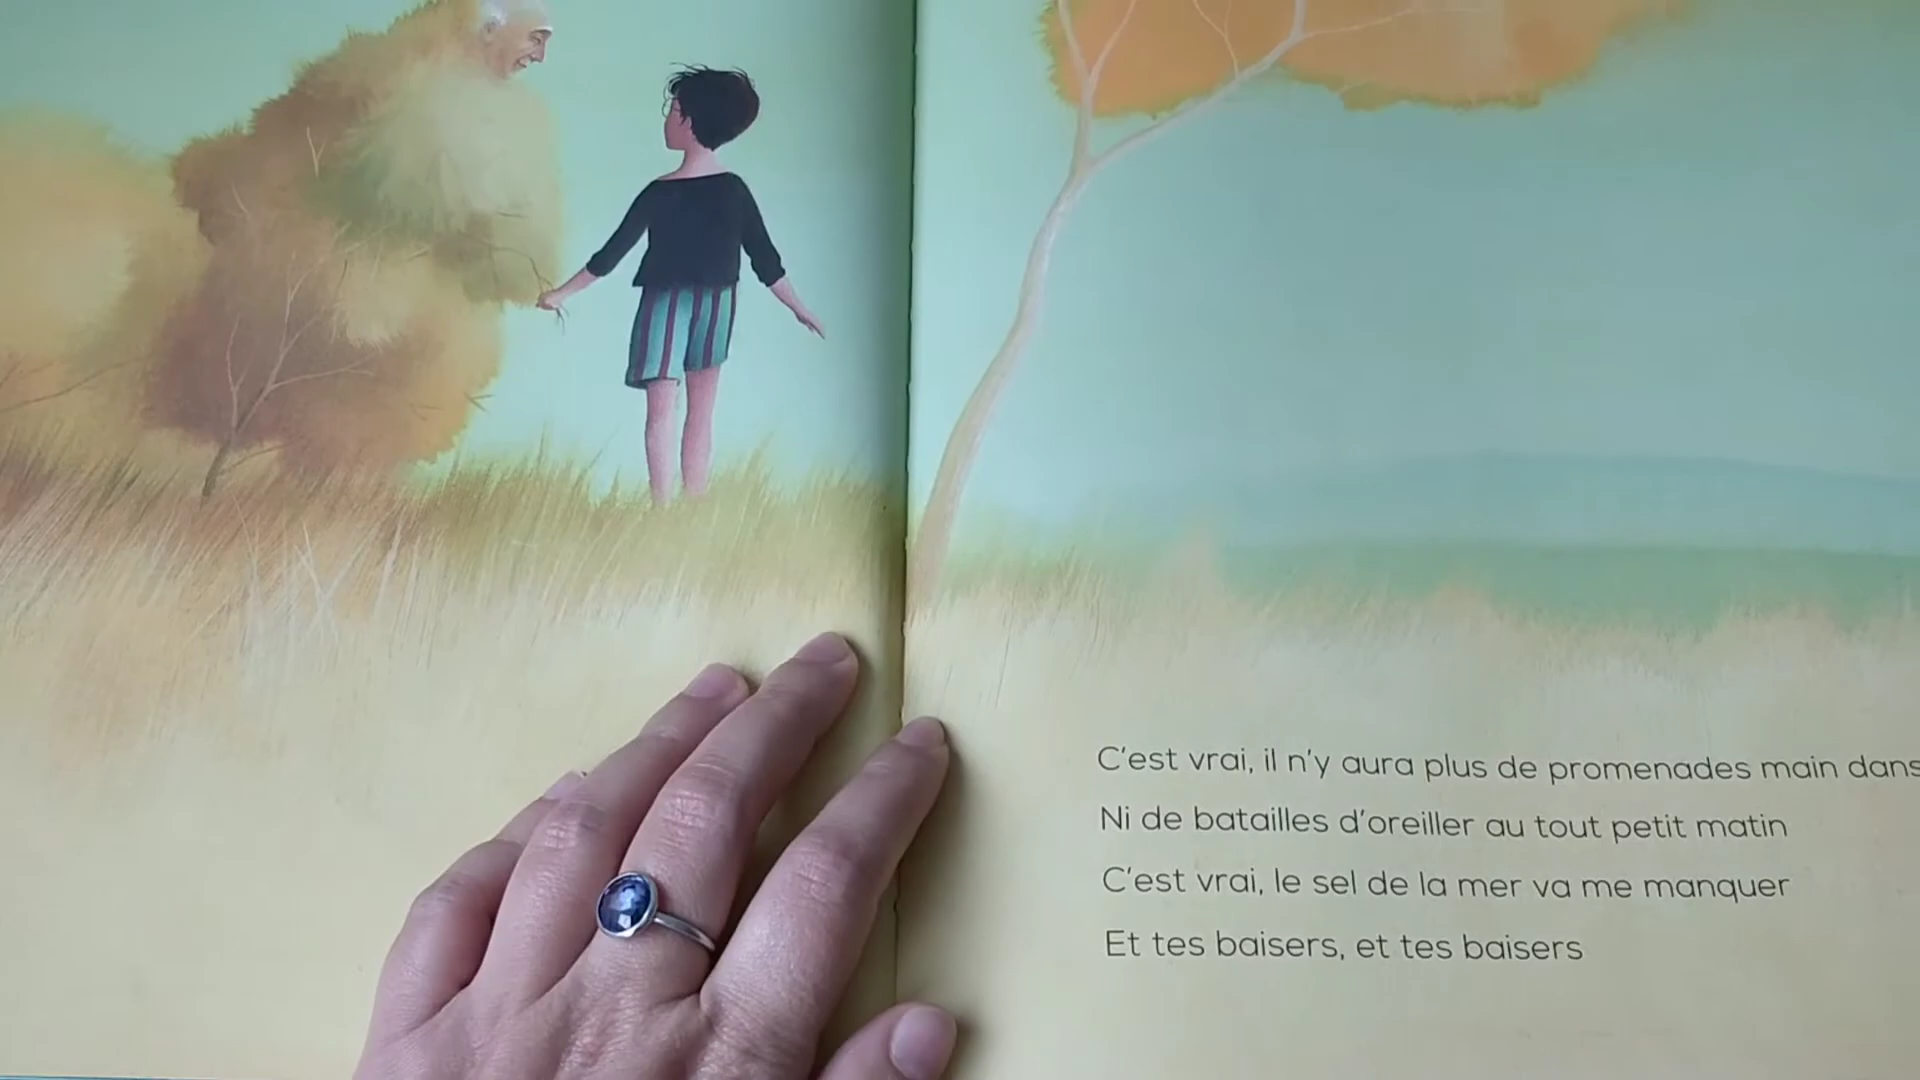 C'est vrai, il n'y aura plus de promenades main dans
Ni de batailles d'oreiller au tout petit matin
C'est vrai, le sel de la mer va me manquer
Et tes baisers, et tes baisers